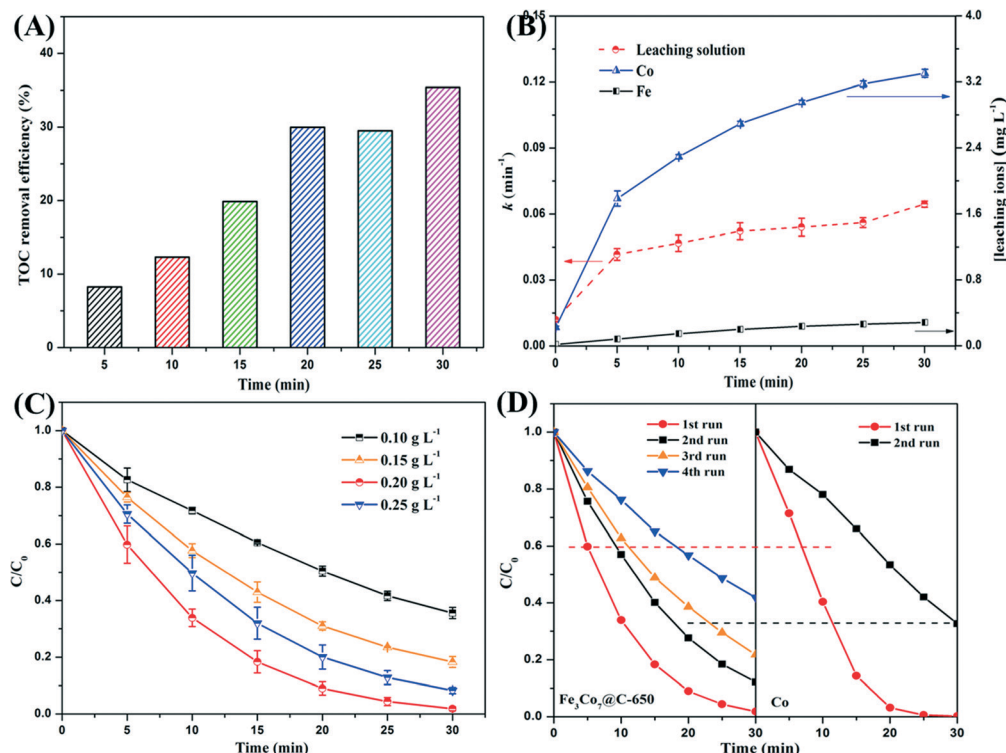 (A)
TOC removal efficiency (%)
40
30
20
10
0
5 10 15 20 25 30
Time (min)
(B)
k (min⁻¹)
0.15
0.12
0.09
0.06
0.03
0.00
Leaching solution
Co
Fe
4.0
3.2
2.4
1.6
0.8
0.0
[leaching ions] (mg L⁻¹)
0 5 10 15 20 25 30
Time (min)
(C)
C/C₀
1.0
0.8
0.6
0.4
0.2
0.0
0.10 g L⁻¹
0.15 g L⁻¹
0.20 g L⁻¹
0.25 g L⁻¹
0 5 10 15 20 25 30
Time (min)
(D)
C/C₀
1.0
0.8
0.6
0.4
0.2
0.0
1st run
2nd run
3rd run
4th run
Fe₃Co₇@C-650
1st run
2nd run
Co
0 10 20 30 10 20 30
Time (min)